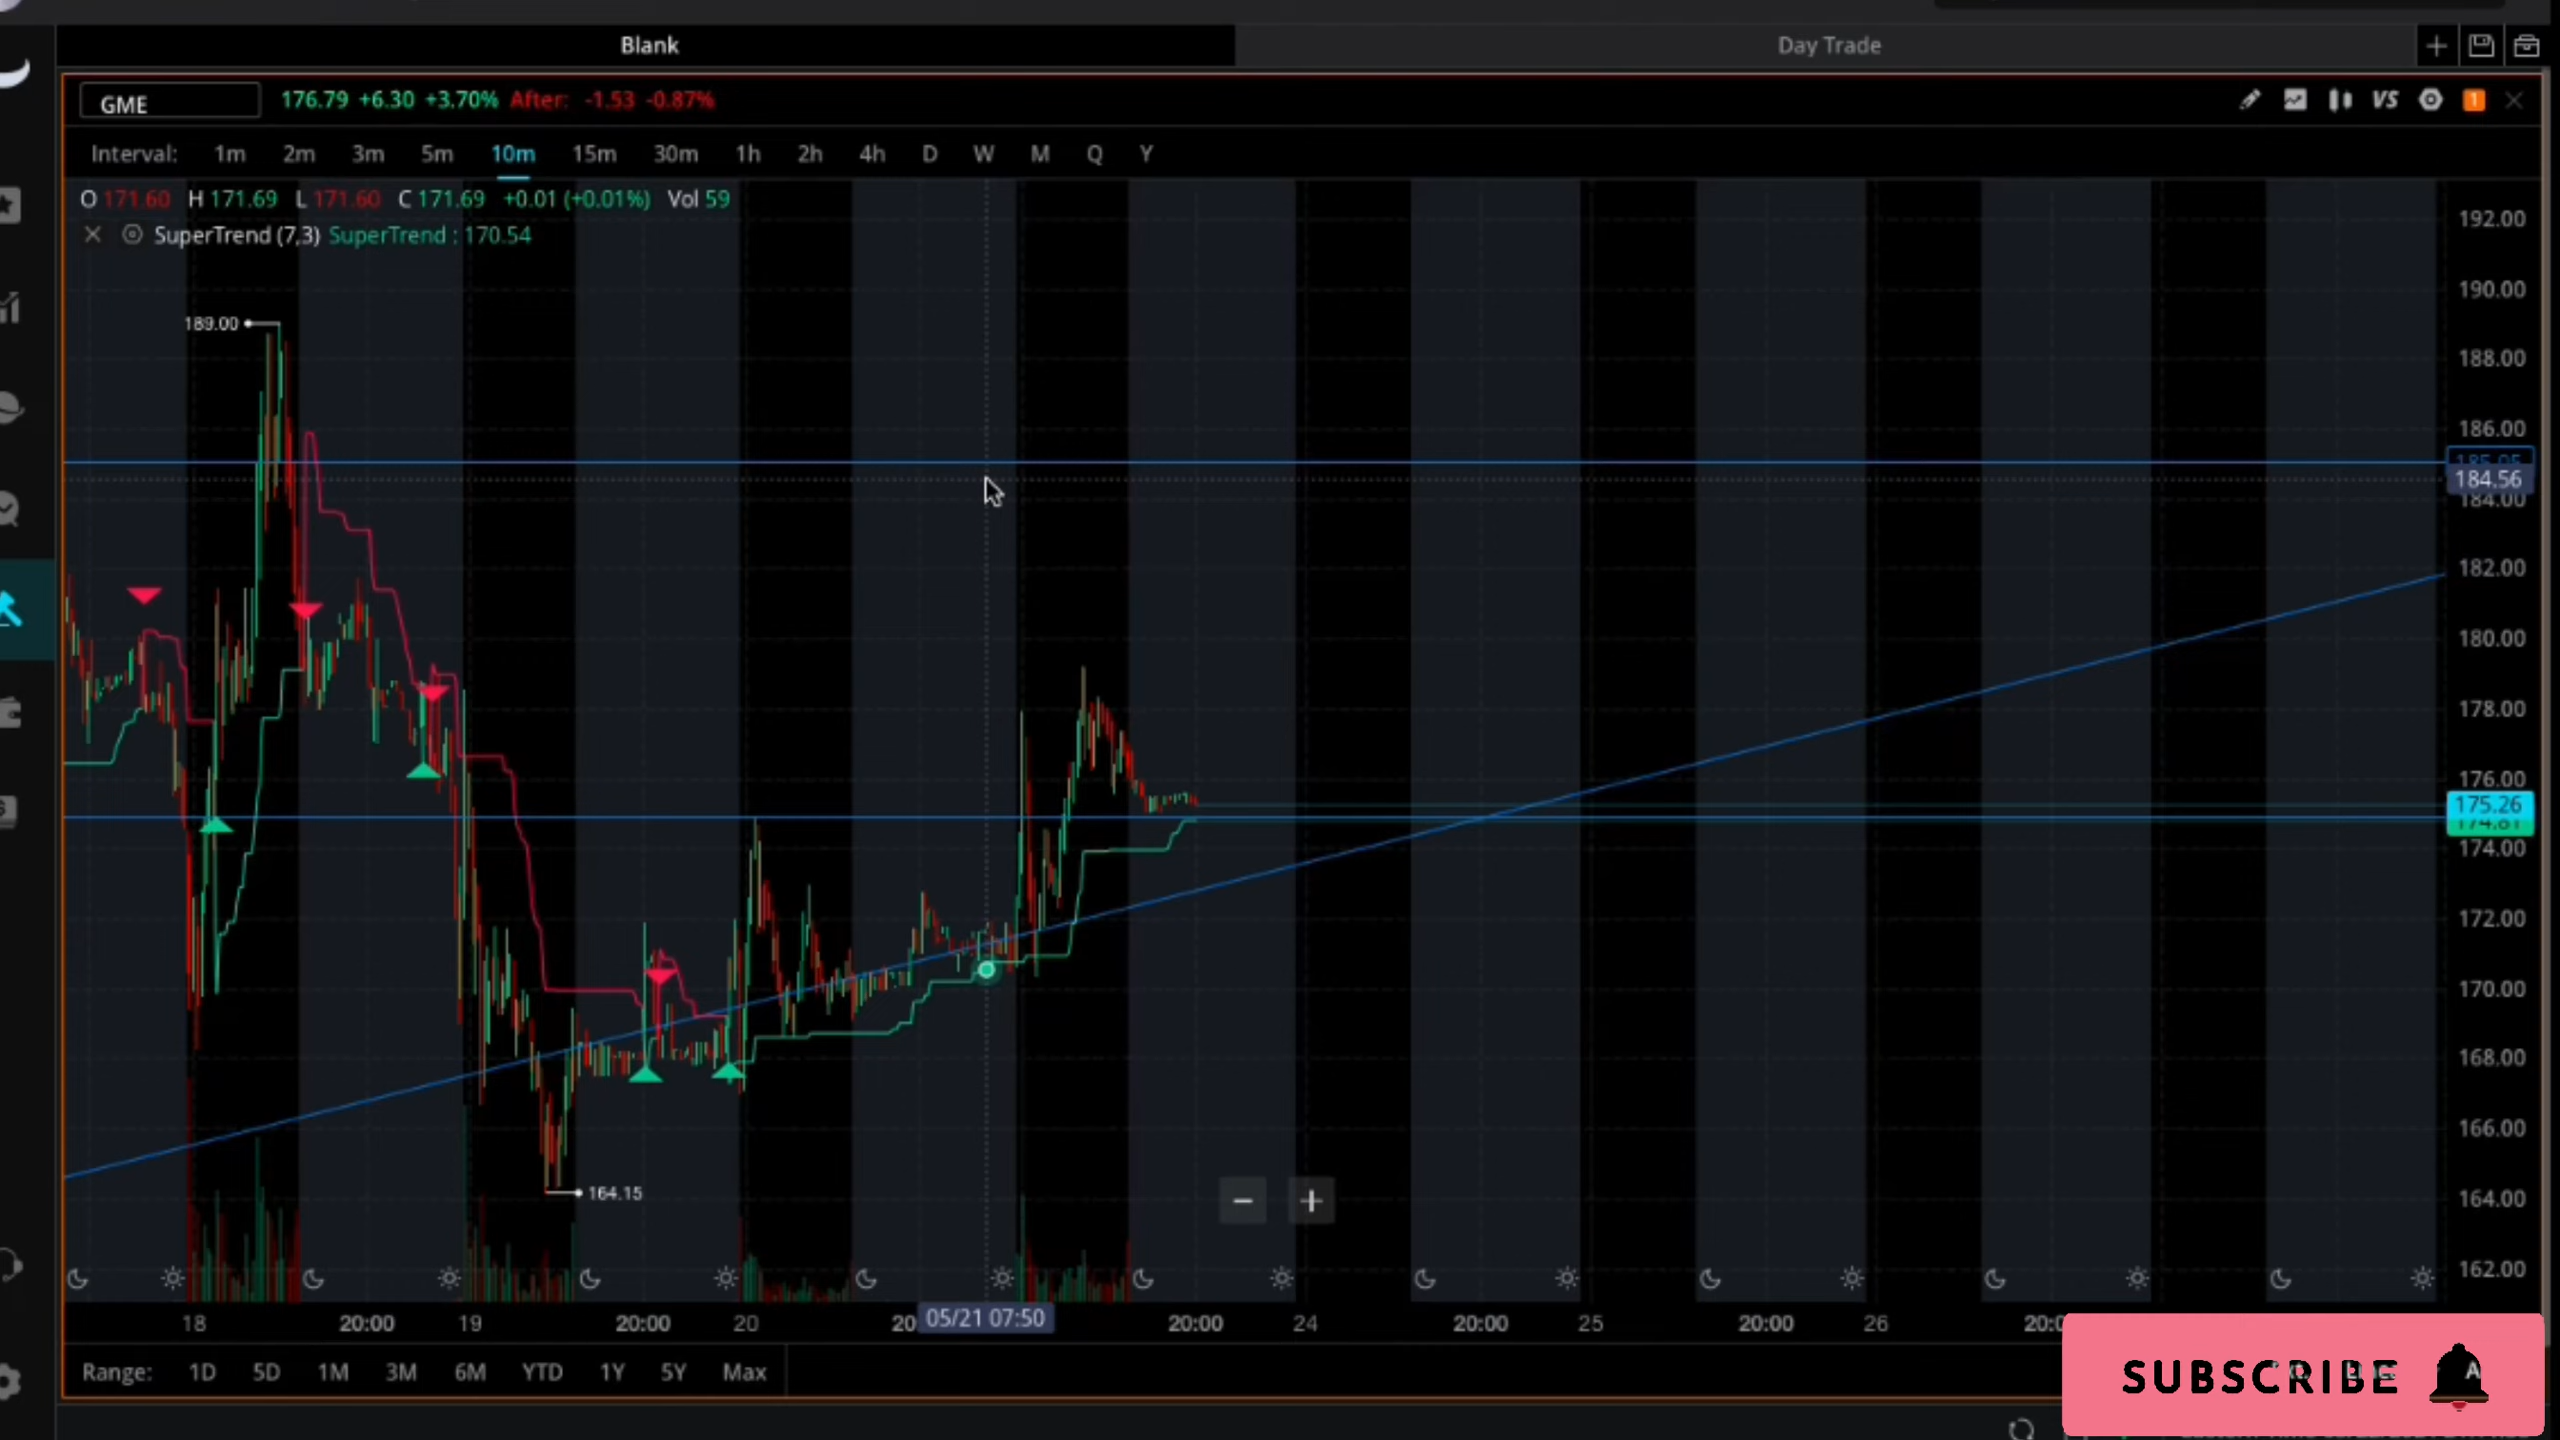 Blank Day Trade
GME 176.79 +6.30 +3.70% After: -1.53 -0.87% VS 1
Interval: 1m 2m 3m 5m 10m 15m 30m 1h 2h 4h D W M Q Y
O 171.60 H 171.69 L 171.60 C 171.69 +0.01 (+0.01%) Vol 59
SuperTrend (7,3) SuperTrend : 170.54
192.00
190.00
189.00
188.00
186.00
184.56
184.00
182.00
180.00
178.00
176.00
175.26
174.81
174.00
172.00
170.00
168.00
166.00
164.15
164.00
162.00
18 20:00 19 20:00 20 20 05/21 07:50 20:00 24 20:00 25 20:00 26
Range: 1D 5D 1M 3M 6M YTD 1Y 5Y Max
SUBSCRIBE